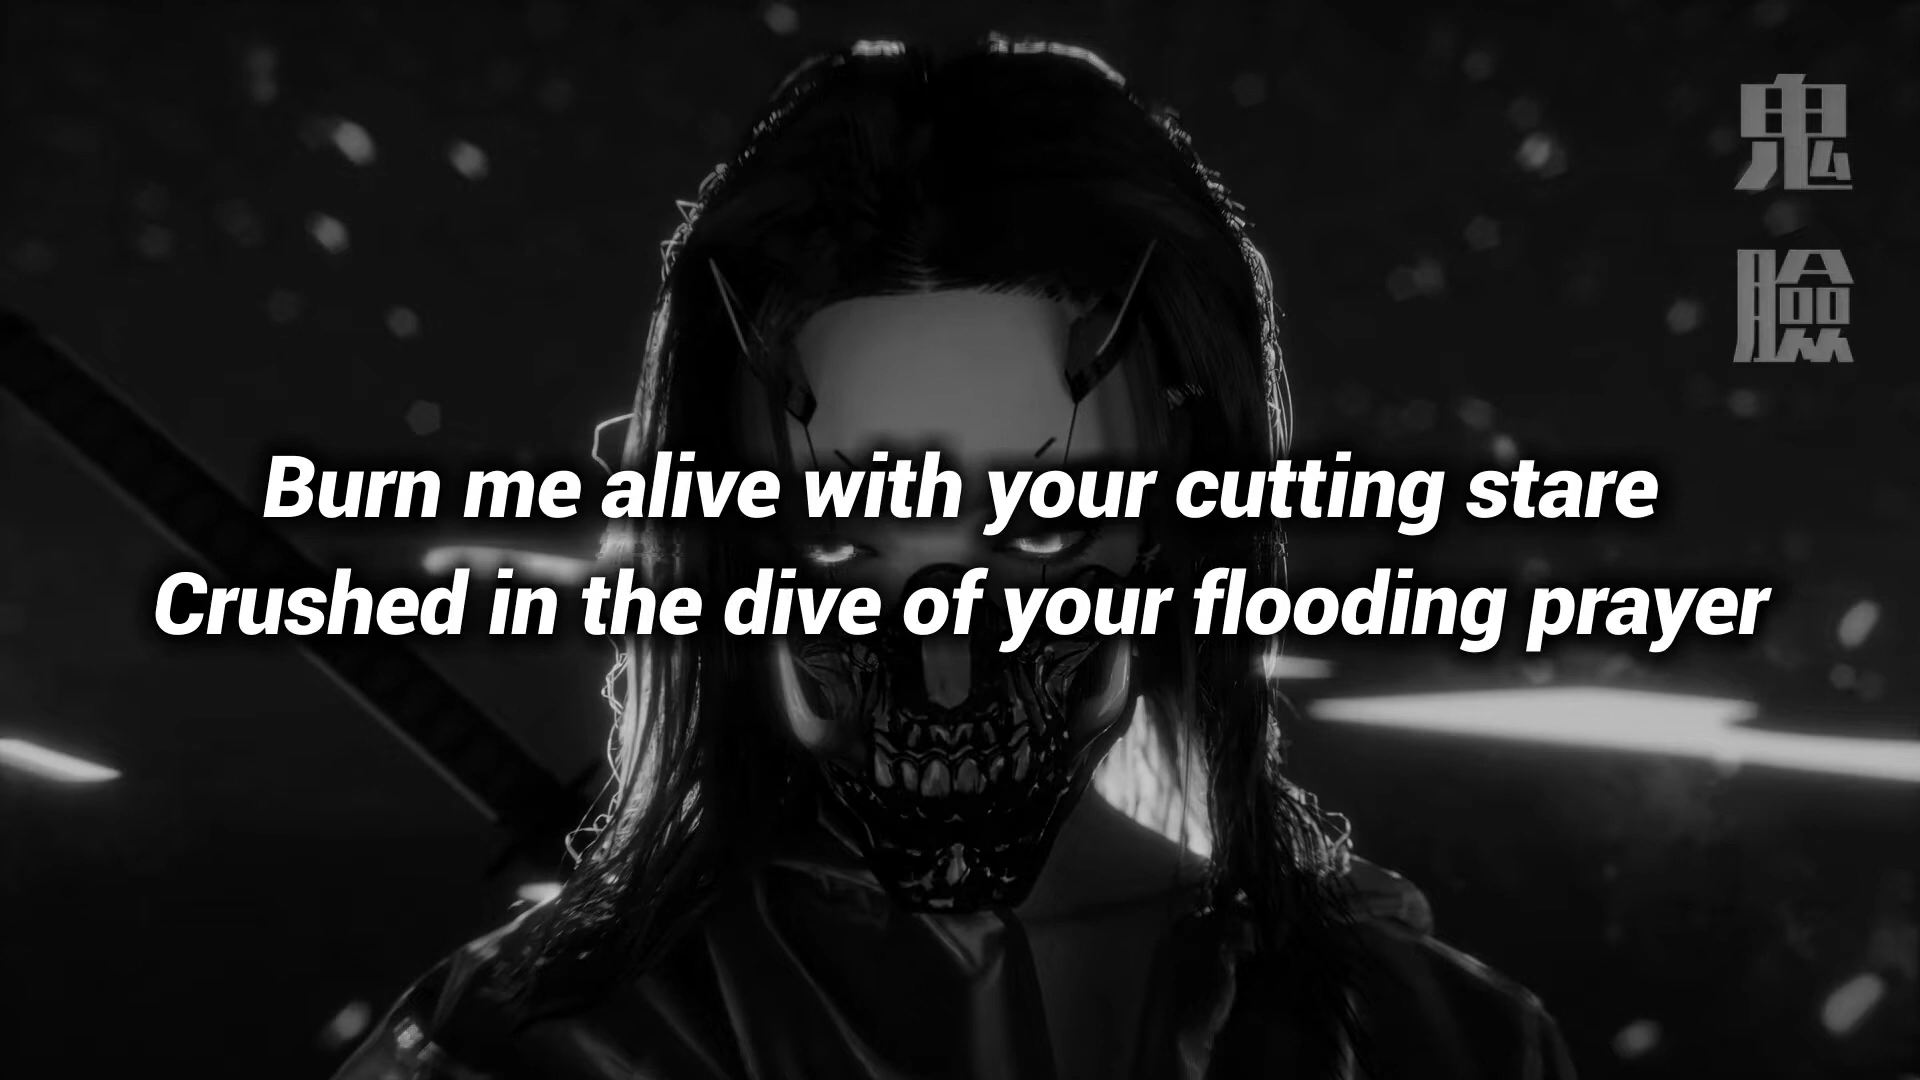 鬼
臉
Burn me alive with your cutting stare
Crushed in the dive of your flooding prayer